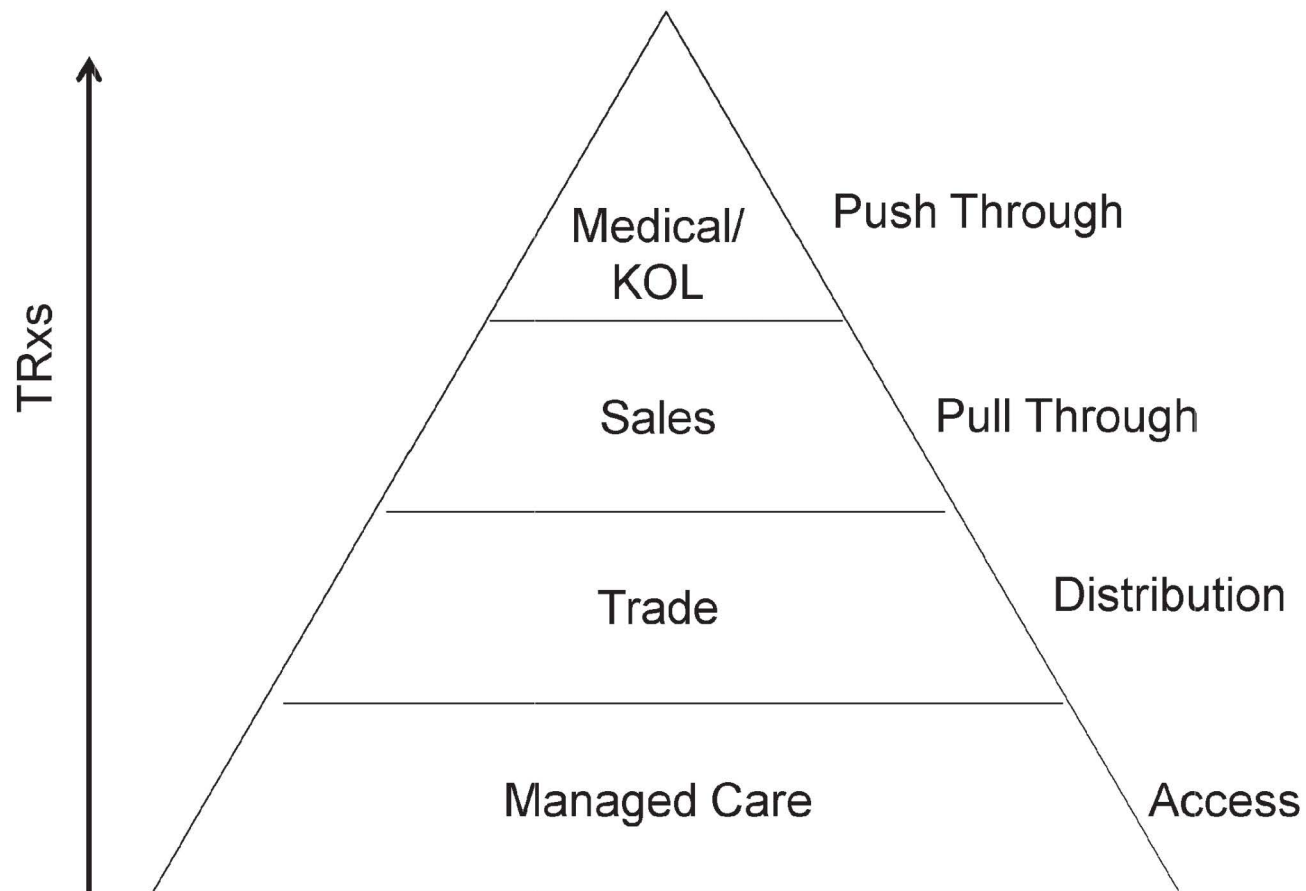 Medical/
KOL
Push Through
TRxs
Sales
Pull Through
Trade
Distribution
Managed Care
Access